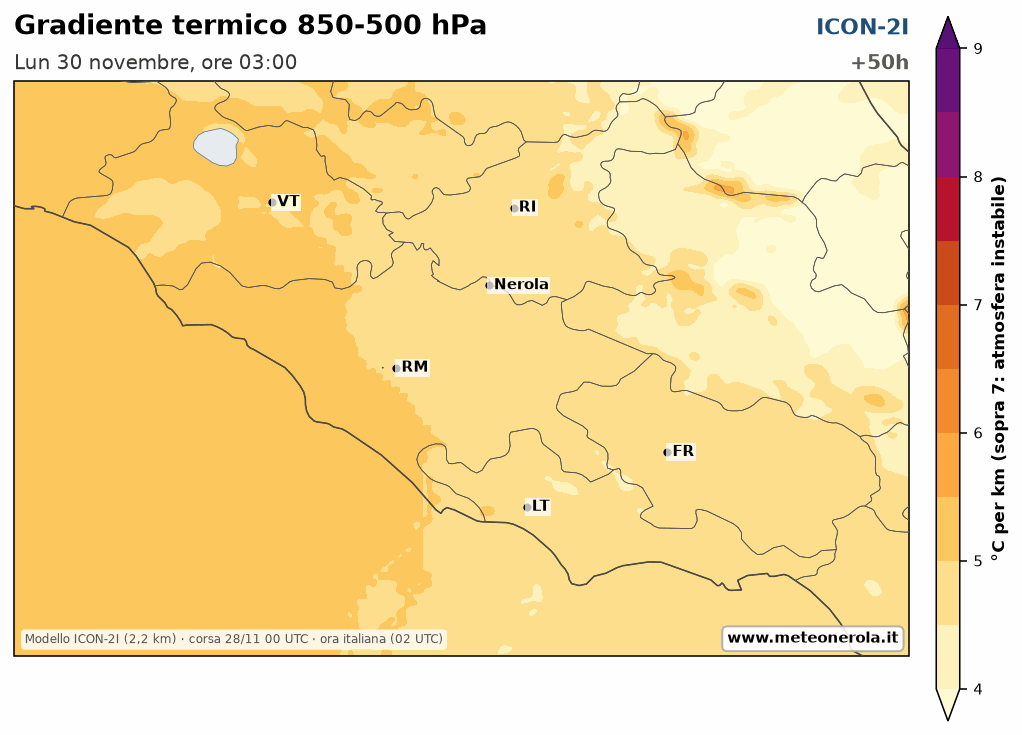 Gradiente termico 850-500 hPa
ICON-2I
Lun 30 novembre, ore 03:00
+50h
VT
RI
Nerola
RM
FR
LT
Modello ICON-2I (2,2 km) · corsa 28/11 00 UTC · ora italiana (02 UTC)
www.meteonerola.it
9
8
7
6
5
4
°C per km (sopra 7: atmosfera instabile)